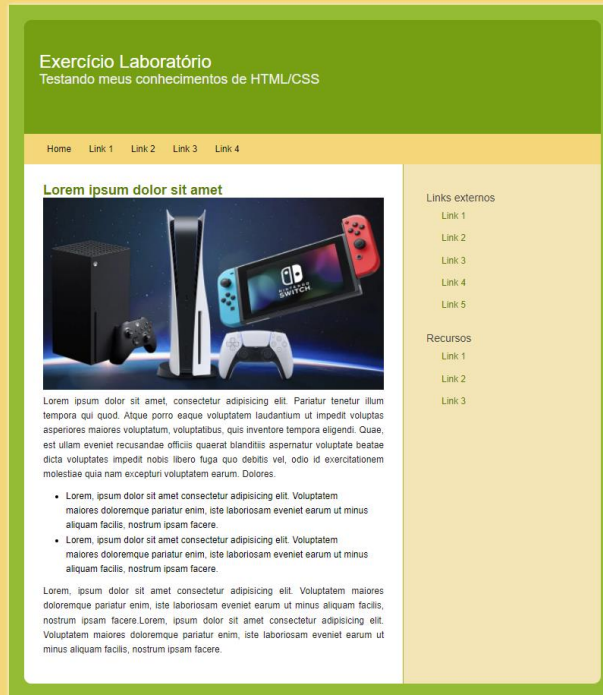 Exercício Laboratório
Testando meus conhecimentos de HTML/CSS
Home Link 1 Link 2 Link 3 Link 4
Lorem ipsum dolor sit amet
NINTENDO
SWITCH
Lorem ipsum dolor sit amet, consectetur adipisicing elit. Pariatur tenetur illum
tempora qui quod. Atque porro eaque voluptatem laudantium ut impedit voluptas
asperiores maiores voluptatum, voluptatibus, quis inventore tempora eligendi. Quae,
est ullam eveniet recusandae officiis quaerat blanditiis aspernatur voluptate beatae
dicta voluptates impedit nobis libero fuga quo debitis vel, odio id exercitationem
molestiae quia nam excepturi voluptatem earum. Dolores.
Lorem, ipsum dolor sit amet consectetur adipisicing elit. Voluptatem
maiores doloremque pariatur enim, iste laboriosam eveniet earum ut minus
aliquam facilis, nostrum ipsam facere.
Lorem, ipsum dolor sit amet consectetur adipisicing elit. Voluptatem
maiores doloremque pariatur enim, iste laboriosam eveniet earum ut minus
aliquam facilis, nostrum ipsam facere.
Lorem, ipsum dolor sit amet consectetur adipisicing elit. Voluptatem maiores
doloremque pariatur enim, iste laboriosam eveniet earum ut minus aliquam facilis,
nostrum ipsam facere.Lorem, ipsum dolor sit amet consectetur adipisicing elit.
Voluptatem maiores doloremque pariatur enim, iste laboriosam eveniet earum ut
minus aliquam facilis, nostrum ipsam facere.
Links externos
Link 1
Link 2
Link 3
Link 4
Link 5
Recursos
Link 1
Link 2
Link 3